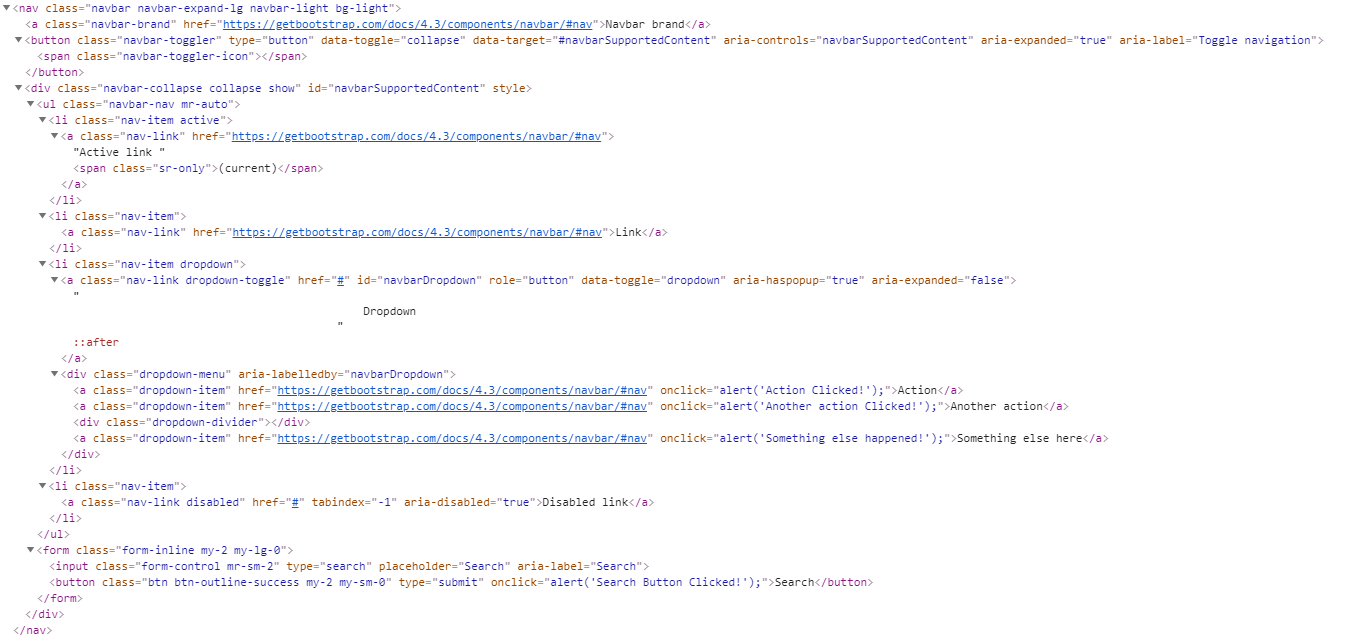 ▼<nav class="navbar navbar-expand-lg navbar-light bg-light">
<a class="navbar-brand" href="https://getbootstrap.com/docs/4.3/components/navbar/#nav">Navbar brand</a>
▼<button class="navbar-toggler" type="button" data-toggle="collapse" data-target="#navbarSupportedContent" aria-controls="navbarSupportedContent" aria-expanded="true" aria-label="Toggle navigation">
<span class="navbar-toggler-icon"></span>
</button>
▼<div class="navbar-collapse collapse show" id="navbarSupportedContent" style>
▼<ul class="navbar-nav mr-auto">
▼<li class="nav-item active">
▼<a class="nav-link" href="https://getbootstrap.com/docs/4.3/components/navbar/#nav">
"Active link "
<span class="sr-only">(current)</span>
</a>
</li>
▼<li class="nav-item">
<a class="nav-link" href="https://getbootstrap.com/docs/4.3/components/navbar/#nav">Link</a>
</li>
▼<li class="nav-item dropdown">
▼<a class="nav-link dropdown-toggle" href="#" id="navbarDropdown" role="button" data-toggle="dropdown" aria-haspopup="true" aria-expanded="false">
"
Dropdown
"
::after
</a>
▼<div class="dropdown-menu" aria-labelledby="navbarDropdown">
<a class="dropdown-item" href="https://getbootstrap.com/docs/4.3/components/navbar/#nav" onclick="alert('Action Clicked!');">Action</a>
<a class="dropdown-item" href="https://getbootstrap.com/docs/4.3/components/navbar/#nav" onclick="alert('Another action Clicked!');">Another action</a>
<div class="dropdown-divider"></div>
<a class="dropdown-item" href="https://getbootstrap.com/docs/4.3/components/navbar/#nav" onclick="alert('Something else happened!');">Something else here</a>
</div>
</li>
▼<li class="nav-item">
<a class="nav-link disabled" href="#" tabindex="-1" aria-disabled="true">Disabled link</a>
</li>
</ul>
▼<form class="form-inline my-2 my-lg-0">
<input class="form-control mr-sm-2" type="search" placeholder="Search" aria-label="Search">
<button class="btn btn-outline-success my-2 my-sm-0" type="submit" onclick="alert('Search Button Clicked!');">Search</button>
</form>
</div>
</nav>